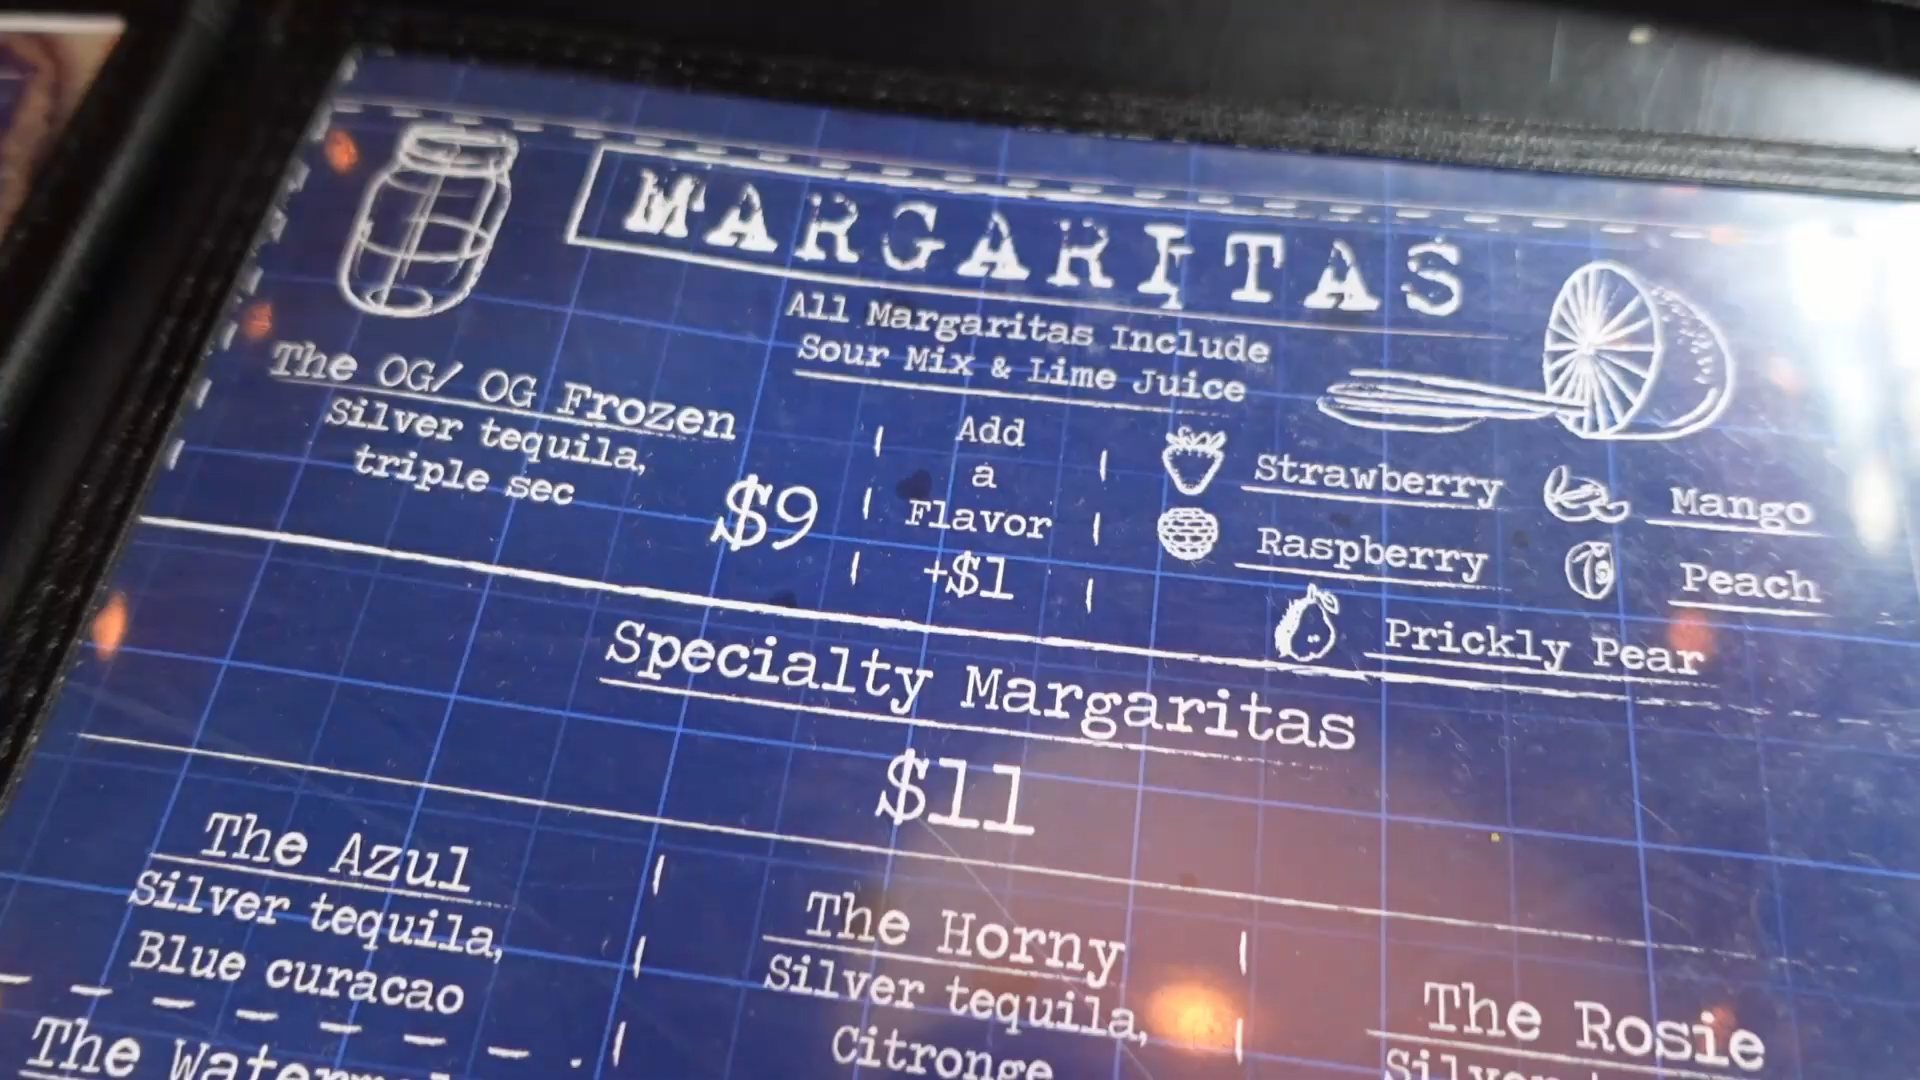 MARGARITAS
All Margaritas Include
Sour Mix & Lime Juice
The OG/ OG Frozen
Silver tequila,
triple sec
$9
Add
a
Flavor
+$1
Strawberry
Mango
Raspberry
Peach
Prickly Pear
Specialty Margaritas
$11
The Azul
Silver tequila,
Blue curacao
The Horny
Silver tequila,
Citronge
The Rosie
The